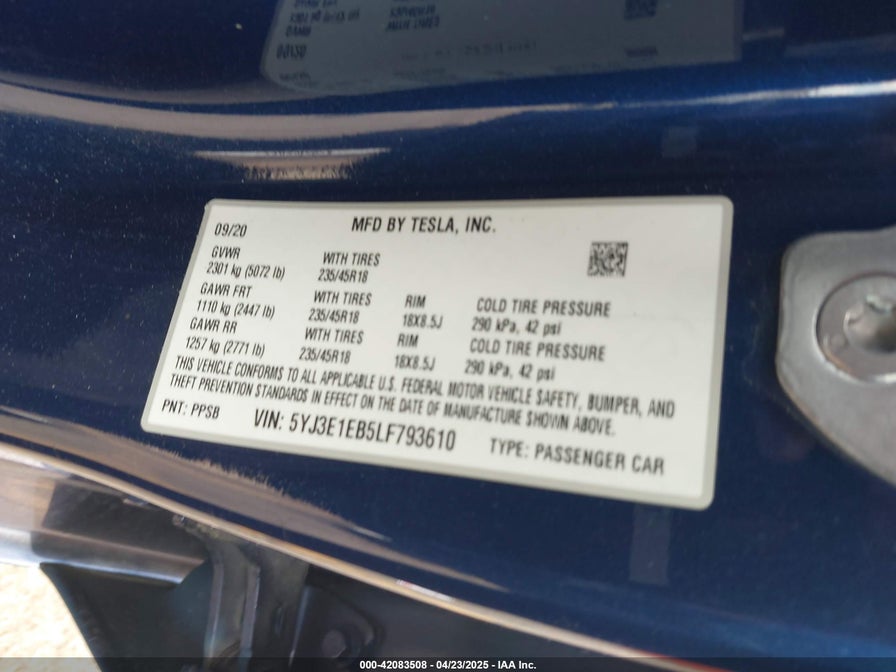 09/20 MFD BY TESLA, INC.
GVWR WITH TIRES
2301 kg (5072 lb) 235/45R18
GAWR FRT WITH TIRES RIM COLD TIRE PRESSURE
1110 kg (2447 lb) 235/45R18 18X8.5J 290 kPa, 42 psi
GAWR RR WITH TIRES RIM COLD TIRE PRESSURE
1257 kg (2771 lb) 235/45R18 18X8.5J 290 kPa, 42 psi
THIS VEHICLE CONFORMS TO ALL APPLICABLE U.S. FEDERAL MOTOR VEHICLE SAFETY, BUMPER, AND
THEFT PREVENTION STANDARDS IN EFFECT ON THE DATE OF MANUFACTURE SHOWN ABOVE.
PNT: PPSB VIN: 5YJ3E1EB5LF793610 TYPE: PASSENGER CAR
000-42083508 - 04/23/2025 - IAA Inc.